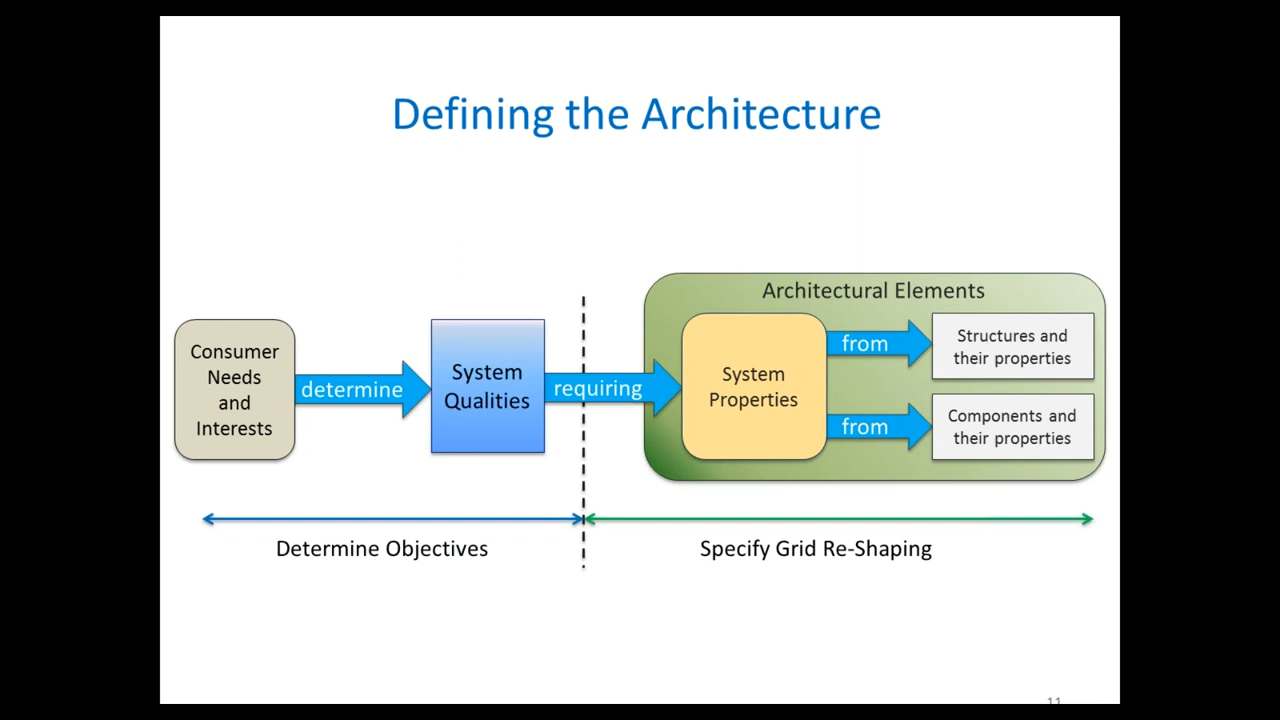 Defining the Architecture
Architectural Elements
Consumer
Needs
and
Interests
determine
System
Qualities
requiring
System
Properties
from
Structures and
their properties
from
Components and
their properties
Determine Objectives
Specify Grid Re-Shaping
11